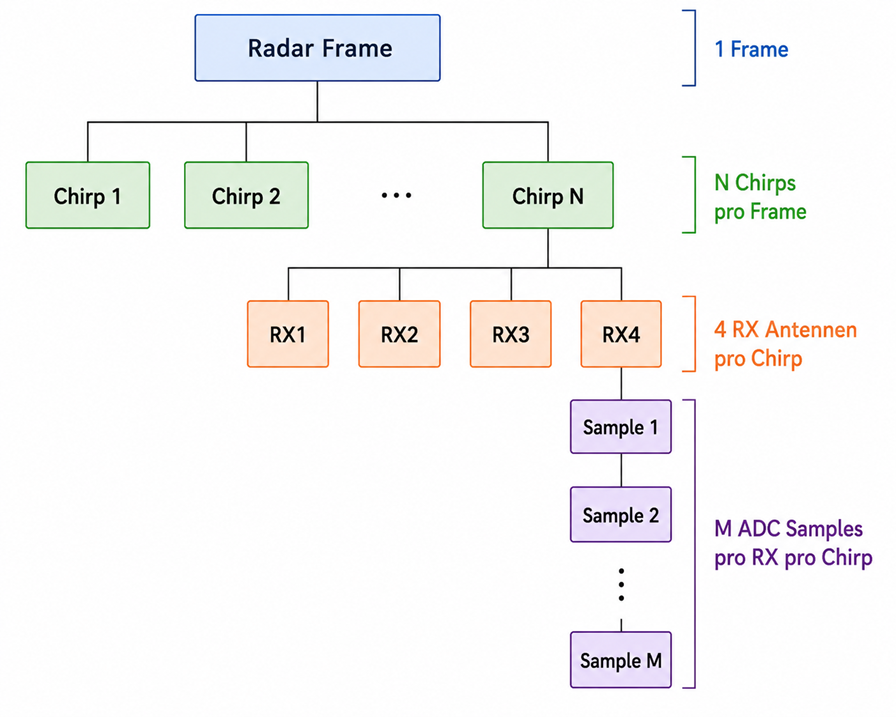 Radar Frame
1 Frame
Chirp 1
Chirp 2
...
Chirp N
N Chirps
pro Frame
RX1
RX2
RX3
RX4
4 RX Antennen
pro Chirp
Sample 1
Sample 2
Sample M
M ADC Samples
pro RX pro Chirp